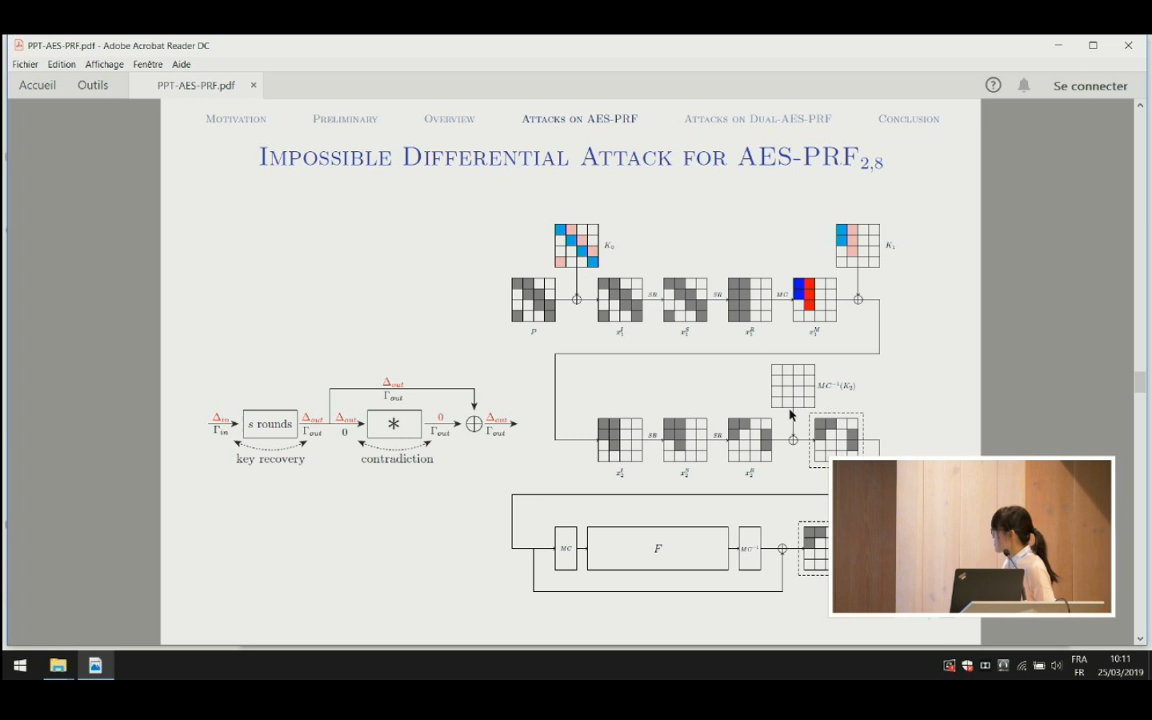 PPT-AES-PRF.pdf - Adobe Acrobat Reader DC
Fichier Edition Affichage Fenêtre Aide
Accueil Outils PPT-AES-PRF.pdf × Se connecter
Motivation Preliminary Overview Attacks on AES-PRF Attacks on Dual-AES-PRF Conclusion
Impossible Differential Attack for AES-PRF₂,₈
K₀
K₁
SB SR MC
P
MC⁻¹(K₂)
Δout
Γout
Δin Δout Δout 0 Δout
s rounds *
Γin Γout 0 Γout Γout
key recovery contradiction
SB SR
MC F MC⁻¹
FRA 10:11
FR 25/03/2019